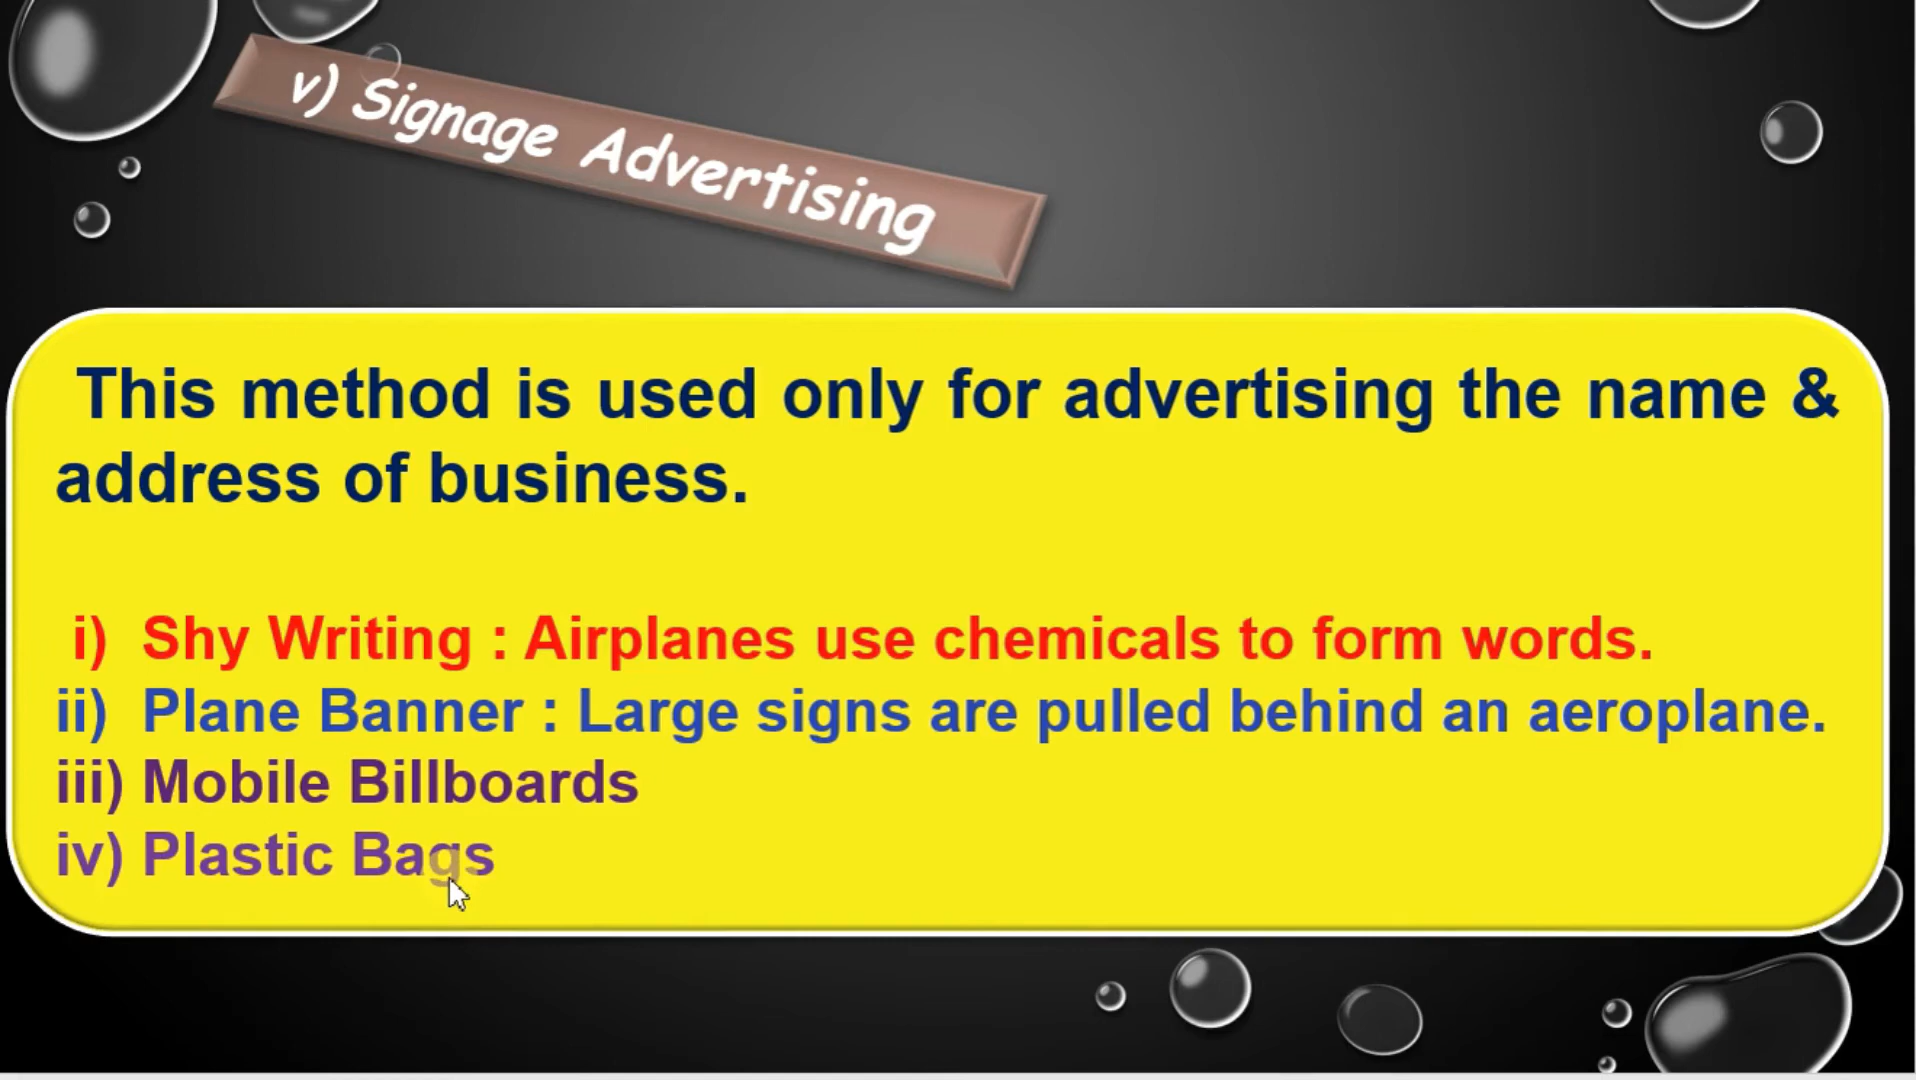 v) Signage Advertising
This method is used only for advertising the name &
address of business.
i) Shy Writing : Airplanes use chemicals to form words.
ii) Plane Banner : Large signs are pulled behind an aeroplane.
iii) Mobile Billboards
iv) Plastic Bags